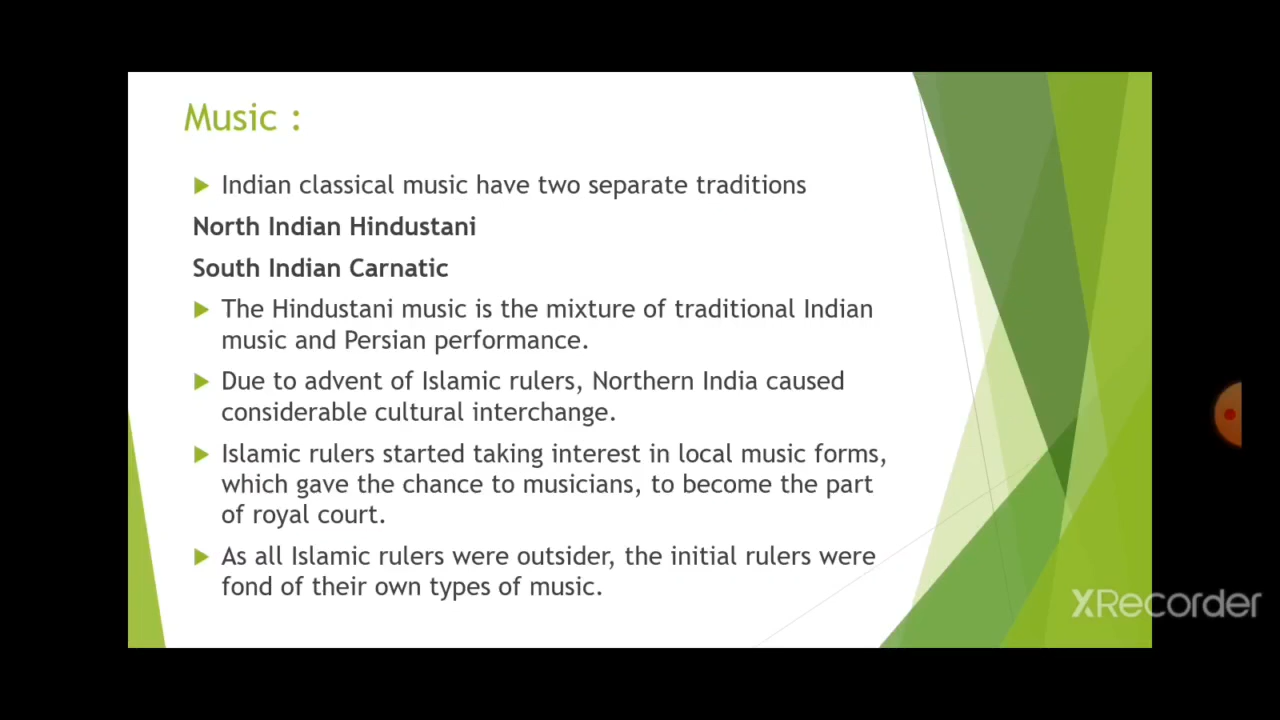 Music :
Indian classical music have two separate traditions
North Indian Hindustani
South Indian Carnatic
The Hindustani music is the mixture of traditional Indian
music and Persian performance.
Due to advent of Islamic rulers, Northern India caused
considerable cultural interchange.
Islamic rulers started taking interest in local music forms,
which gave the chance to musicians, to become the part
of royal court.
As all Islamic rulers were outsider, the initial rulers were
fond of their own types of music.
XRecorder